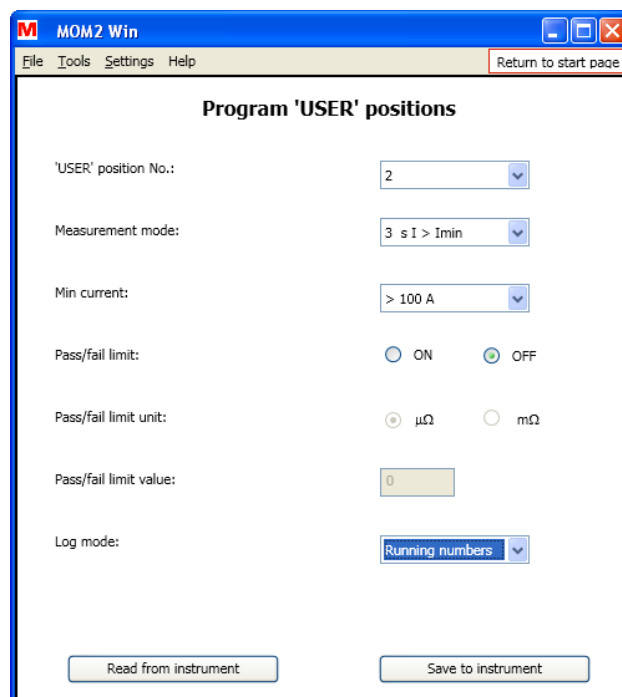 M MOM2 Win
File Tools Settings Help Return to start page
Program 'USER' positions
'USER' position No.: 2
Measurement mode: 3 s I > Imin
Min current: > 100 A
Pass/fail limit: ON OFF
Pass/fail limit unit: µΩ mΩ
Pass/fail limit value: 0
Log mode: Running numbers
Read from instrument Save to instrument